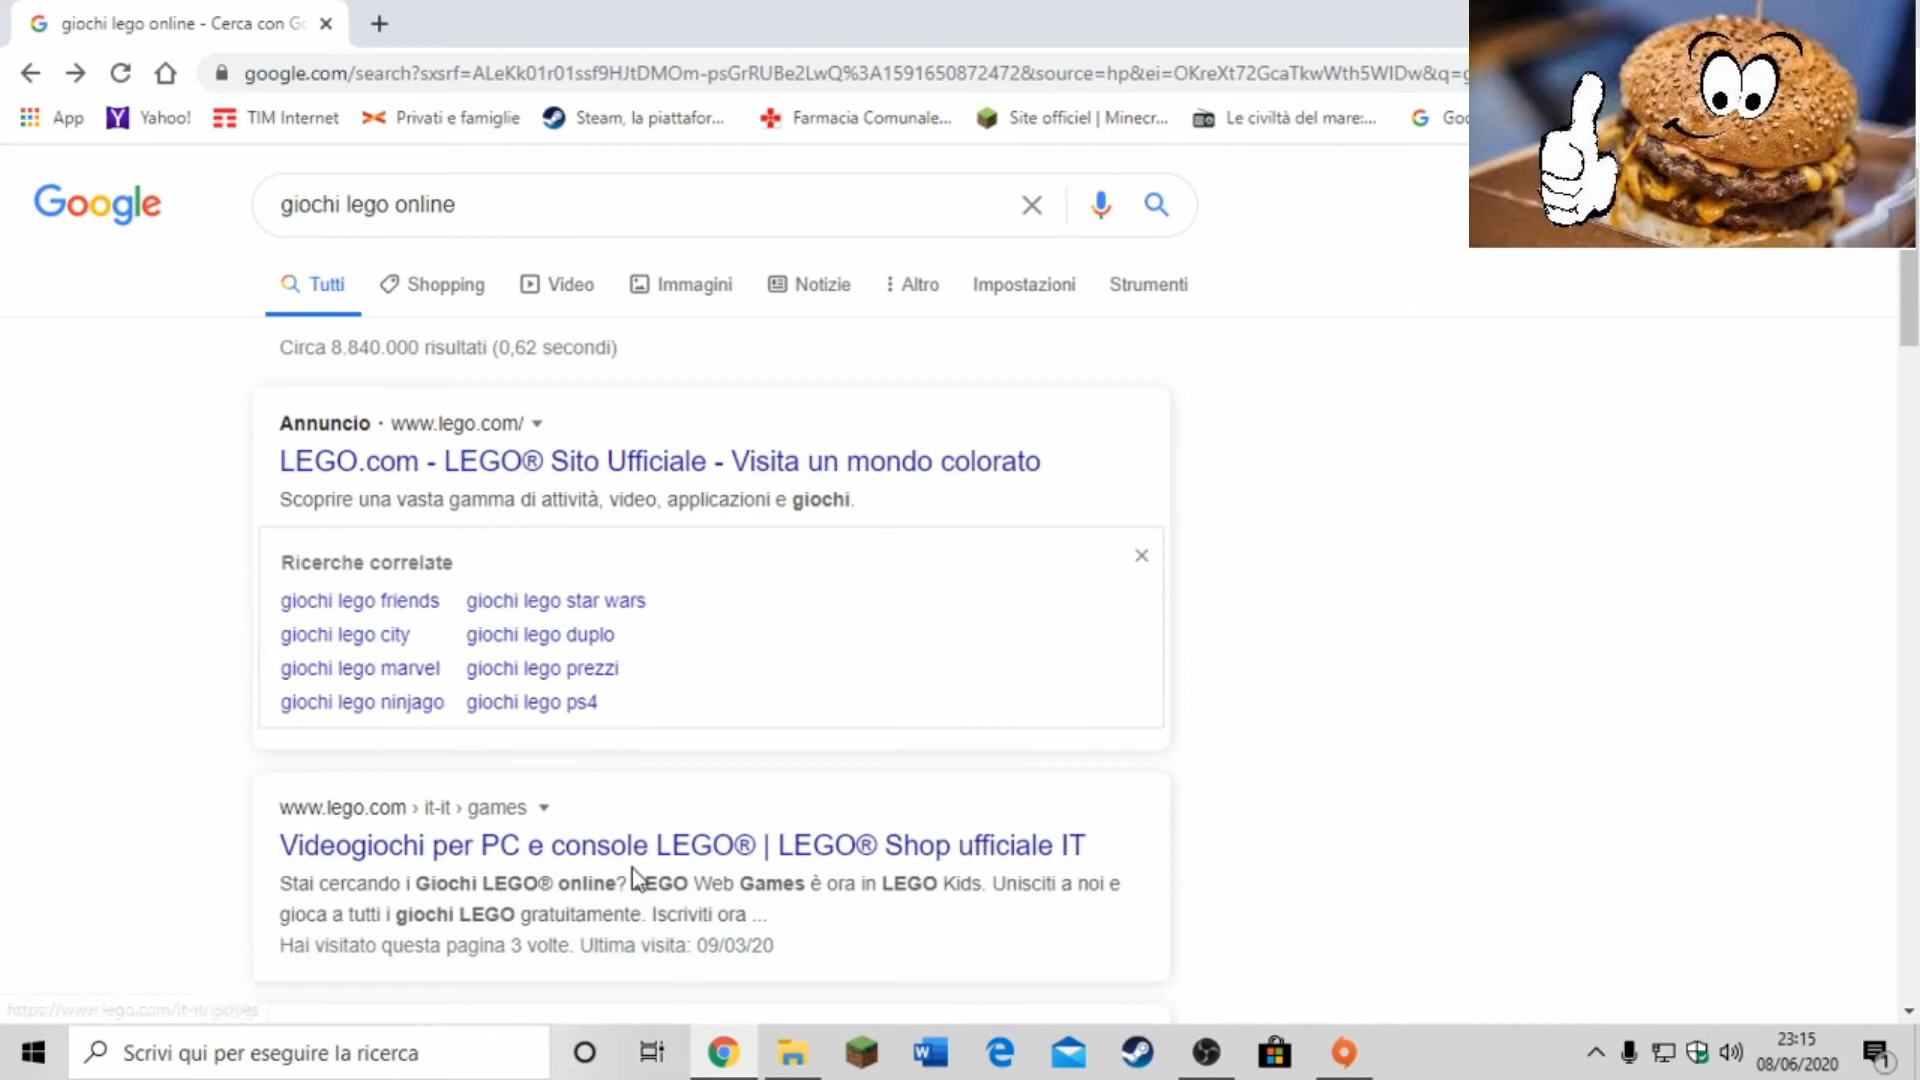 giochi lego online - Cerca con Go
google.com/search?sxsrf=ALeKk01r01ssf9HJtDMOm-psGrRUBe2LwQ%3A1591650872472&source=hp&ei=OKreXt72GcaTkwWth5WIDw&q=g
App Yahoo! TIM Internet Privati e famiglie Steam, la piattafor... Farmacia Comunale... Site officiel | Minecr... Le civiltà del mare:... Goo
Google giochi lego online
Tutti Shopping Video Immagini Notizie Altro Impostazioni Strumenti
Circa 8.840.000 risultati (0,62 secondi)
Annuncio · www.lego.com/
LEGO.com - LEGO® Sito Ufficiale - Visita un mondo colorato
Scoprire una vasta gamma di attività, video, applicazioni e giochi.
Ricerche correlate
giochi lego friends giochi lego star wars
giochi lego city giochi lego duplo
giochi lego marvel giochi lego prezzi
giochi lego ninjago giochi lego ps4
www.lego.com › it-it › games
Videogiochi per PC e console LEGO® | LEGO® Shop ufficiale IT
Stai cercando i Giochi LEGO® online? LEGO Web Games è ora in LEGO Kids. Unisciti a noi e
gioca a tutti i giochi LEGO gratuitamente. Iscriviti ora ...
Hai visitato questa pagina 3 volte. Ultima visita: 09/03/20
Scrivi qui per eseguire la ricerca
23:15
08/06/2020
1